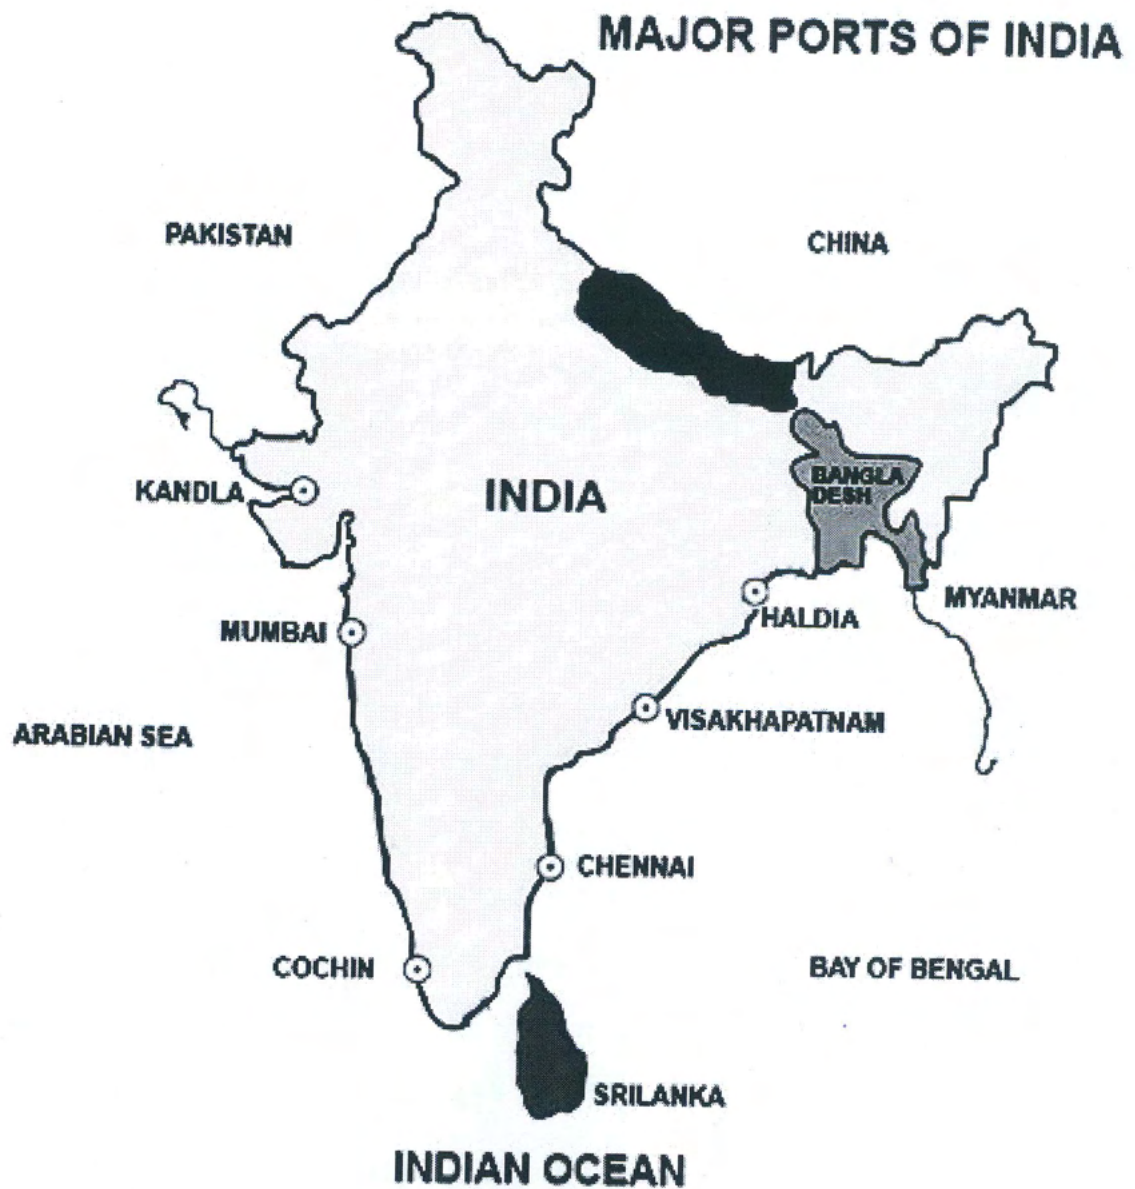 MAJOR PORTS OF INDIA
PAKISTAN
CHINA
BANGLA
DESH
KANDLA
INDIA
MYANMAR
HALDIA
MUMBAI
VISAKHAPATNAM
ARABIAN SEA
CHENNAI
COCHIN
BAY OF BENGAL
SRILANKA
INDIAN OCEAN